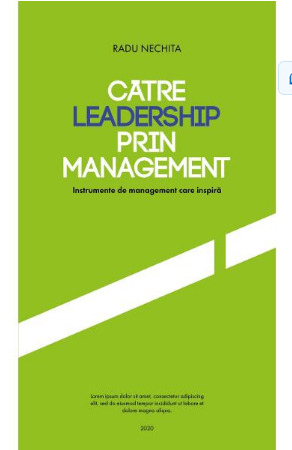 RADU NECHITA
CĂTRE
LEADERSHIP
PRIN
MANAGEMENT
Instrumente de management care inspiră
Lorem ipsum dolor sit amet, consectetur adipiscing
elit, sed do eiusmod tempor incididunt ut labore et
dolore magna aliqua.
2020